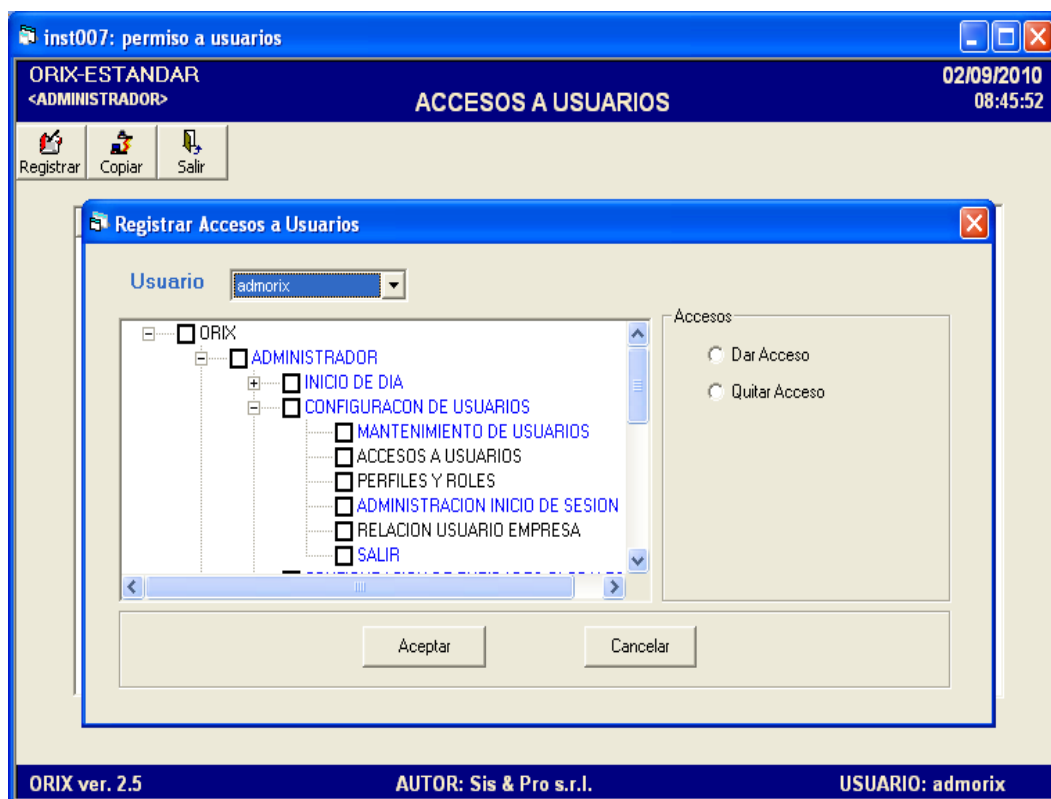 inst007: permiso a usuarios
ORIX-ESTANDAR
02/09/2010
<ADMINISTRADOR>
ACCESOS A USUARIOS
08:45:52
Registrar
Copiar
Salir
Registrar Accesos a Usuarios
Usuario
admorix
Accesos
ORIX
Dar Acceso
ADMINISTRADOR
INICIO DE DIA
Quitar Acceso
CONFIGURACON DE USUARIOS
MANTENIMIENTO DE USUARIOS
ACCESOS A USUARIOS
PERFILES Y ROLES
ADMINISTRACION INICIO DE SESION
RELACION USUARIO EMPRESA
SALIR
Aceptar
Cancelar
ORIX ver. 2.5
AUTOR: Sis & Pro s.r.l.
USUARIO: admorix